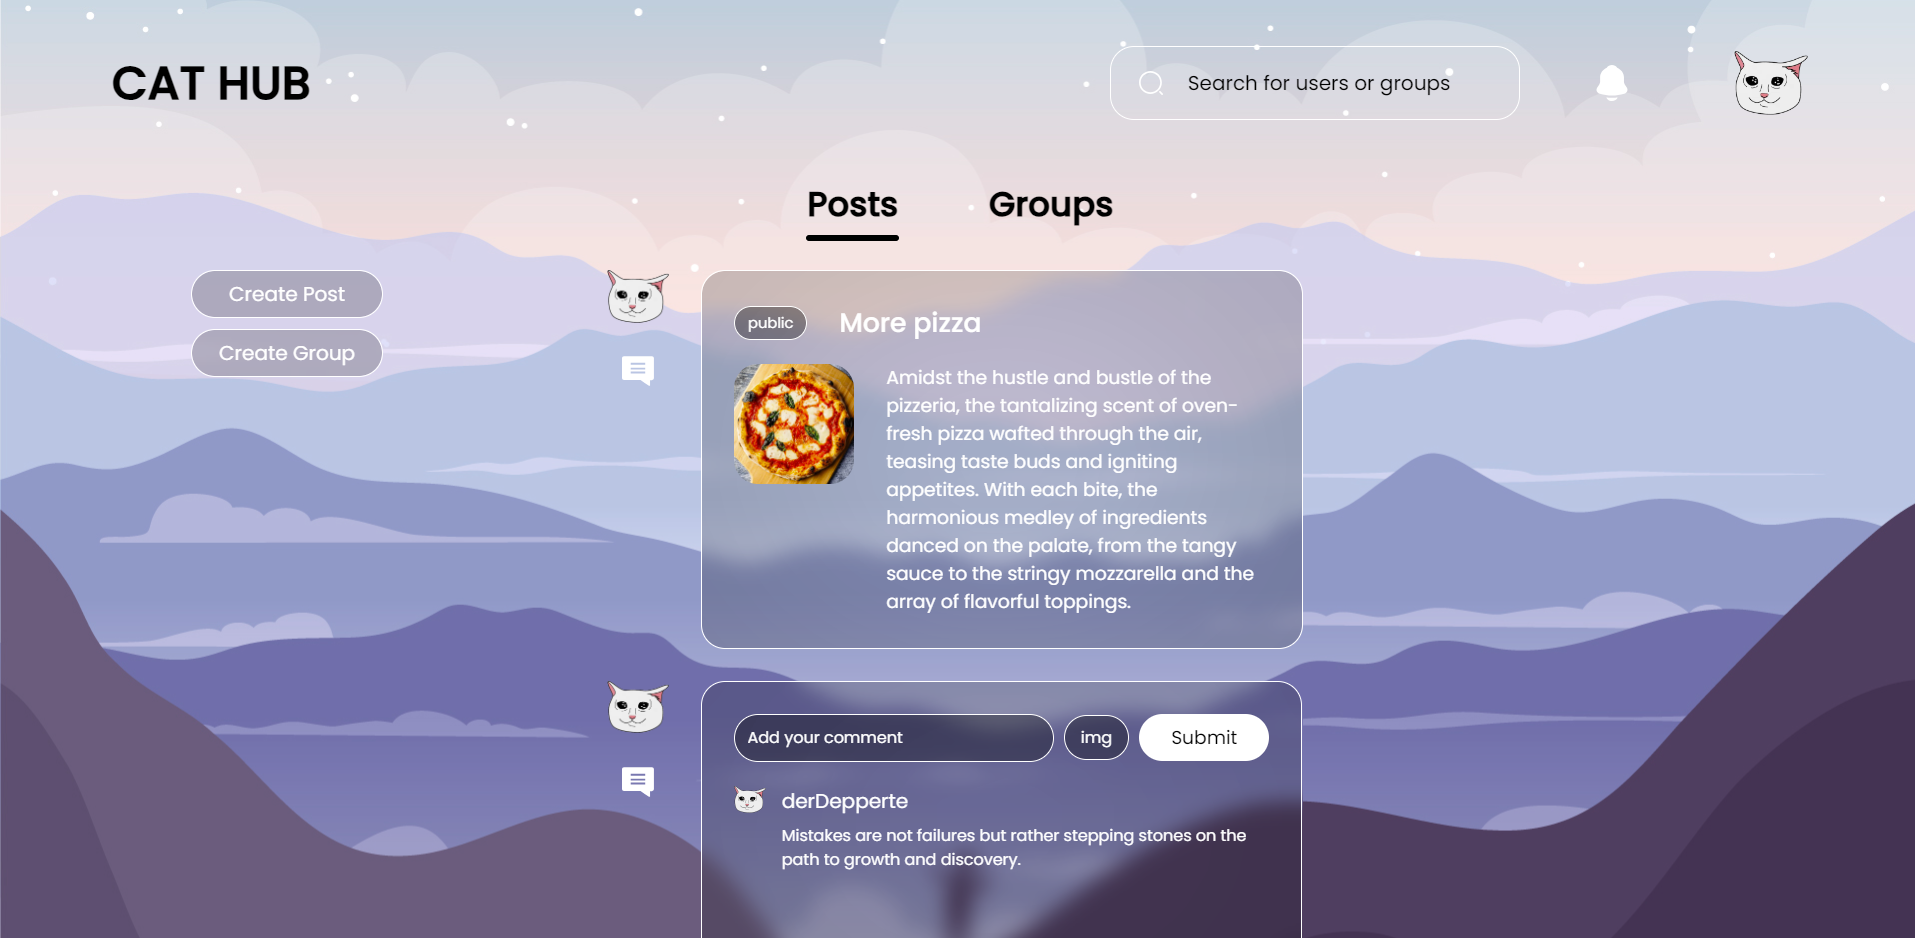 CAT HUB
Search for users or groups
Posts
Groups
Create Post
Create Group
public
More pizza
Amidst the hustle and bustle of the
pizzeria, the tantalizing scent of oven-
fresh pizza wafted through the air,
teasing taste buds and igniting
appetites. With each bite, the
harmonious medley of ingredients
danced on the palate, from the tangy
sauce to the stringy mozzarella and the
array of flavorful toppings.
Add your comment
img
Submit
derDepperte
Mistakes are not failures but rather stepping stones on the
path to growth and discovery.